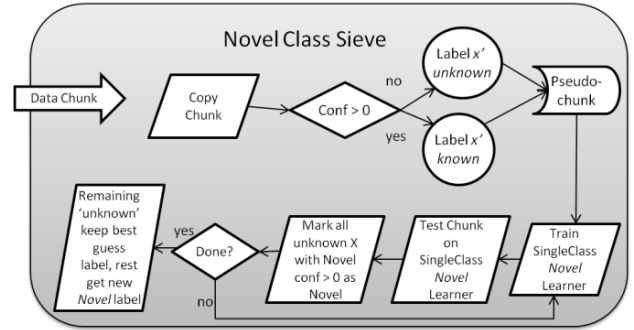 Novel Class Sieve
Data Chunk
Copy
Chunk
Conf > 0
no
yes
Label x’
unknown
Label x’
known
Pseudo-
chunk
Train
SingleClass
Novel
Learner
Test Chunk
on
SingleClass
Novel
Learner
Mark all
unknown X
with Novel
conf > 0 as
Novel
Done?
yes
no
Remaining
‘unknown’
keep best
guess
label, rest
get new
Novel label